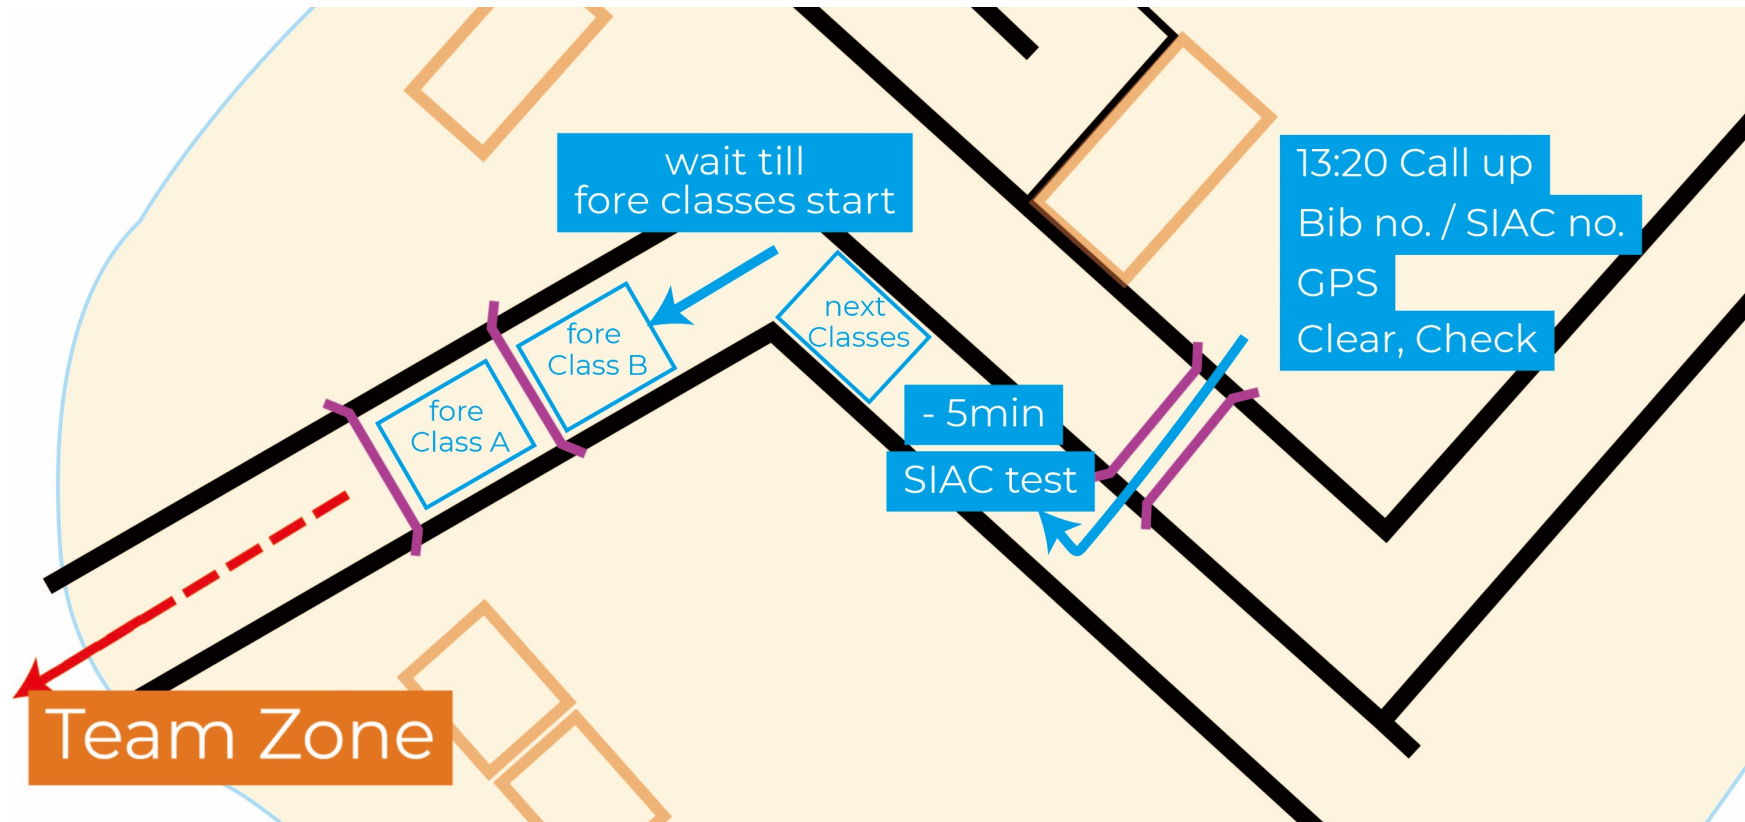 wait till
fore classes start
13:20 Call up
Bib no. / SIAC no.
GPS
Clear, Check
next
Classes
fore
Class B
fore
Class A
- 5min
SIAC test
Team Zone